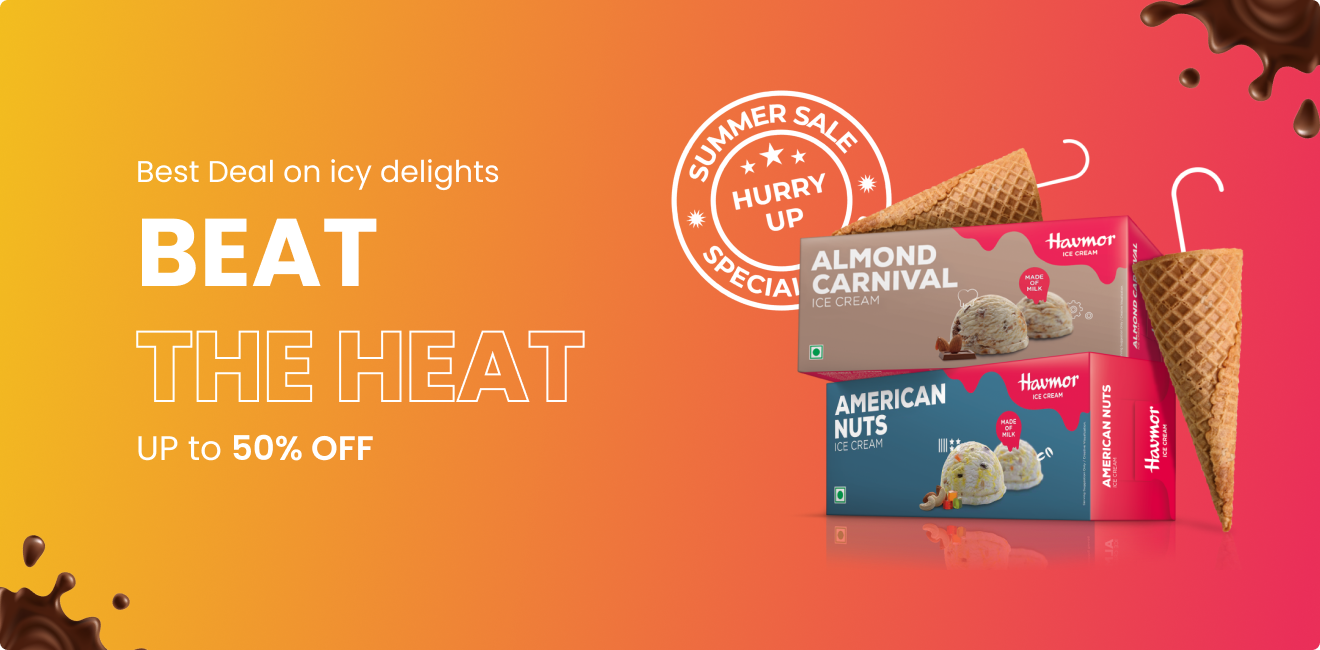 Best Deal on icy delights
BEAT
THE HEAT
UP to 50% OFF
SUMMER SALE
HURRY
UP
SPECIAL
ALMOND
CARNIVAL
ICE CREAM
Havmor
ICE CREAM
MADE
OF
MILK
AMERICAN
NUTS
ICE CREAM
Havmor
ICE CREAM
MADE
OF
MILK
AMERICAN NUTS
ICE CREAM
Havmor
ICE CREAM